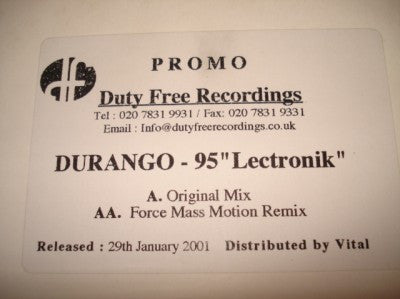 PROMO
Duty Free Recordings
Tel : 020 7831 9931 / Fax: 020 7831 9331
Email : Info@dutyfreerecordings.co.uk
DURANGO - 95"Lectronik"
A. Original Mix
AA. Force Mass Motion Remix
Released : 29th January 2001 Distributed by Vital